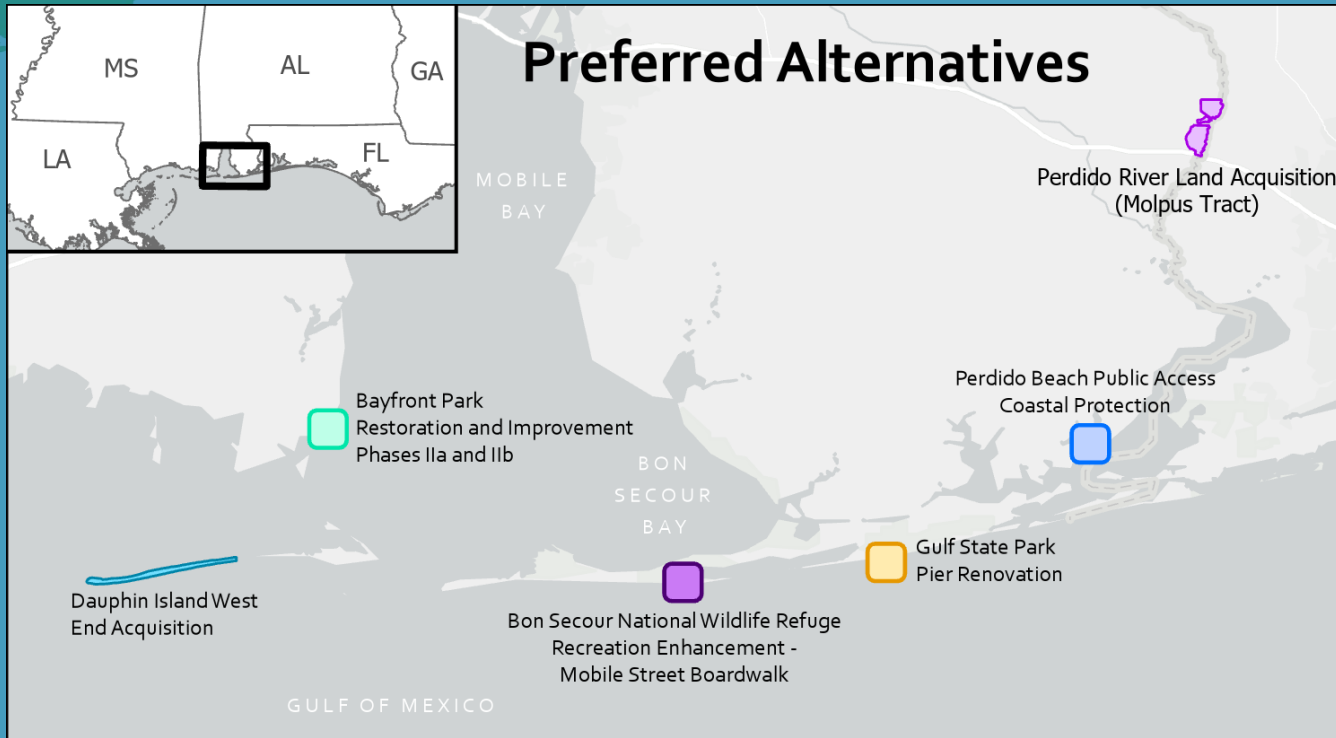 Preferred Alternatives
MS
AL
GA
LA
FL
MOBILE
BAY
Perdido River Land Acquisition
(Molpus Tract)
Perdido Beach Public Access
Coastal Protection
Bayfront Park
Restoration and Improvement
Phases IIa and IIb
BON
SECOUR
BAY
Gulf State Park
Pier Renovation
Dauphin Island West
End Acquisition
Bon Secour National Wildlife Refuge
Recreation Enhancement -
Mobile Street Boardwalk
GULF OF MEXICO